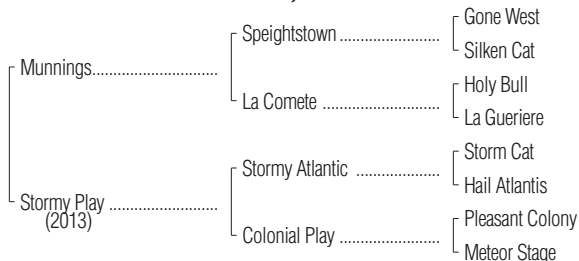 Gone West
Speightstown
Silken Cat
Munnings
Holy Bull
La Comete
La Gueriere
Storm Cat
Stormy Atlantic
Hail Atlantis
Stormy Play
(2013)
Pleasant Colony
Colonial Play
Meteor Stage